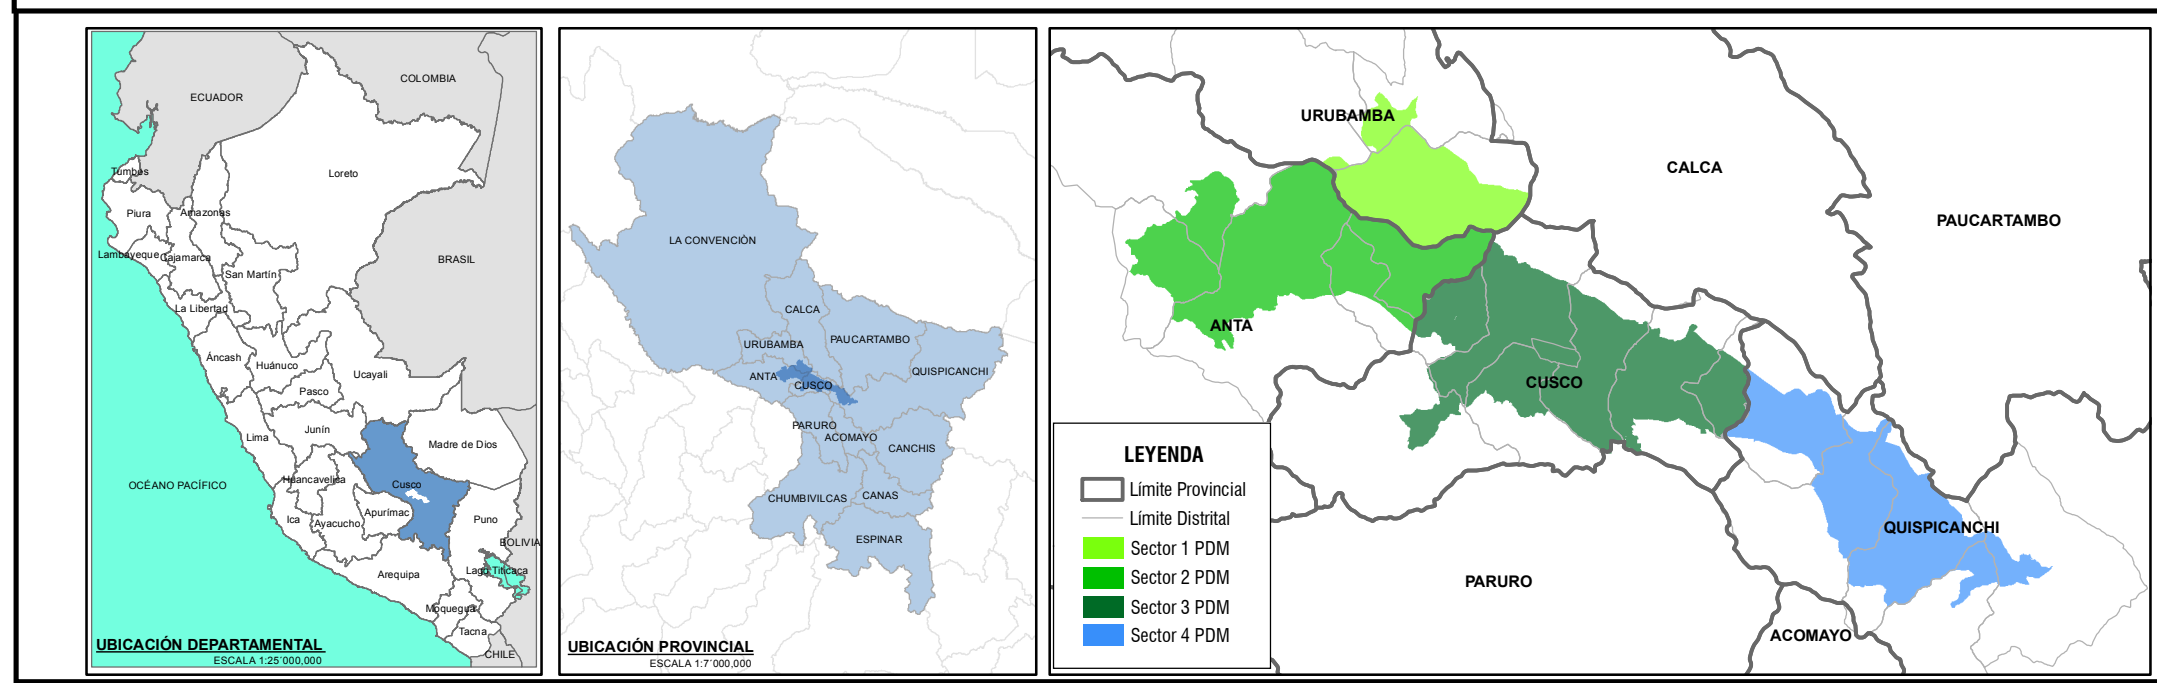 COLOMBIA
ECUADOR
Tumbes
Loreto
Piura
Amazonas
Lambayeque
Cajamarca
BRASIL
San Martín
La Libertad
Áncash
Huánuco
Ucayali
Pasco
Junín
Lima
Madre de Dios
Huancavelica
Cusco
OCÉANO PACÍFICO
Ica
Ayacucho
Apurímac
Puno
BOLIVIA
Lago Titicaca
Arequipa
Moquegua
Tacna
CHILE
UBICACIÓN DEPARTAMENTAL
ESCALA 1:25´000,000
LA CONVENCIÒN
CALCA
URUBAMBA
PAUCARTAMBO
ANTA
CUSCO
QUISPICANCHI
PARURO
ACOMAYO
CANCHIS
CHUMBIVILCAS
CANAS
ESPINAR
UBICACIÓN PROVINCIAL
ESCALA 1:7´000,000
URUBAMBA
CALCA
PAUCARTAMBO
ANTA
CUSCO
QUISPICANCHI
PARURO
ACOMAYO
LEYENDA
Límite Provincial
Límite Distrital
Sector 1 PDM
Sector 2 PDM
Sector 3 PDM
Sector 4 PDM